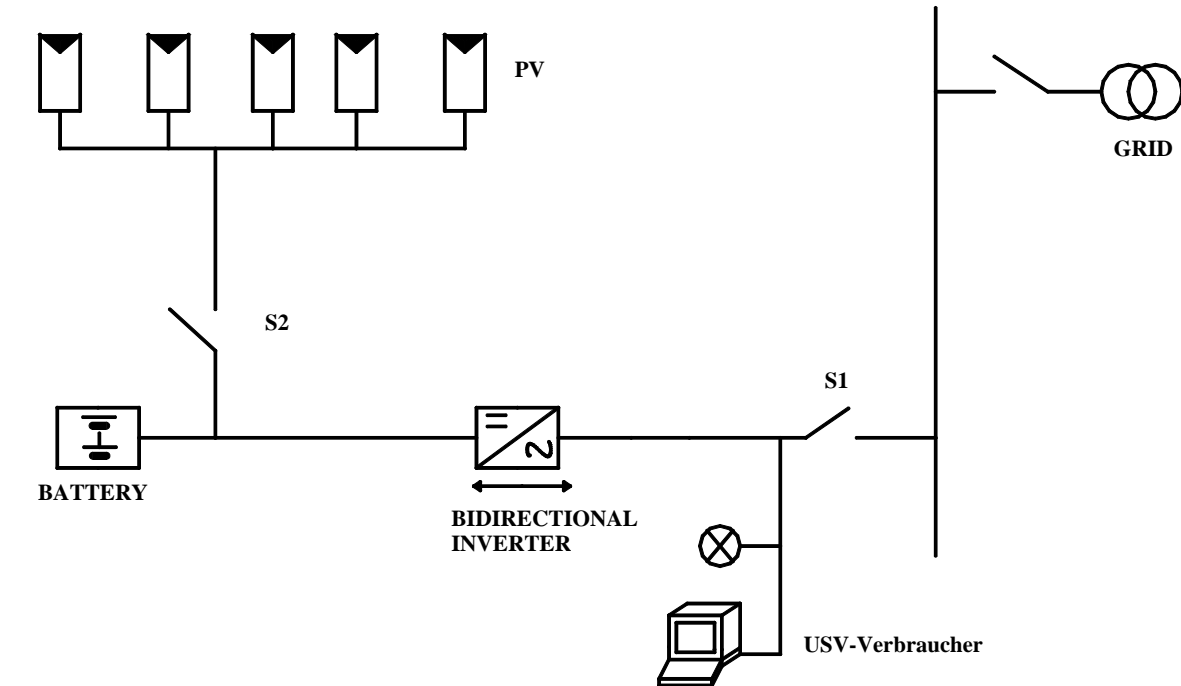 PV
GRID
S2
S1
BATTERY
BIDIRECTIONAL
INVERTER
USV-Verbraucher